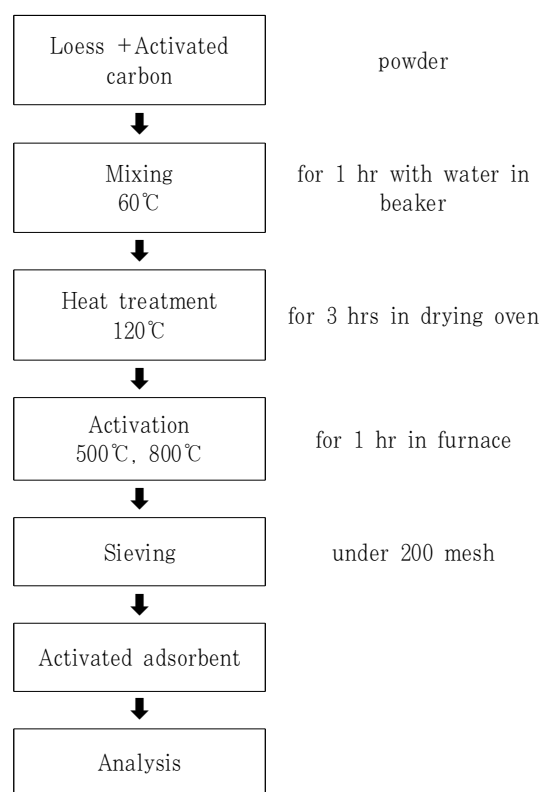 Loess +Activated
carbon
powder
Mixing
60℃
for 1 hr with water in
beaker
Heat treatment
120℃
for 3 hrs in drying oven
Activation
500℃, 800℃
for 1 hr in furnace
Sieving
under 200 mesh
Activated adsorbent
Analysis